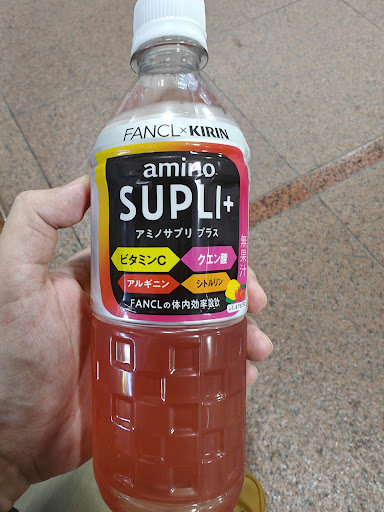 FANCL×KIRIN
amino
SUPLI+
アミノサプリ プラス
ビタミンC
クエン酸
アルギニン
シトルリン
FANCLの体内効率設計
無果汁